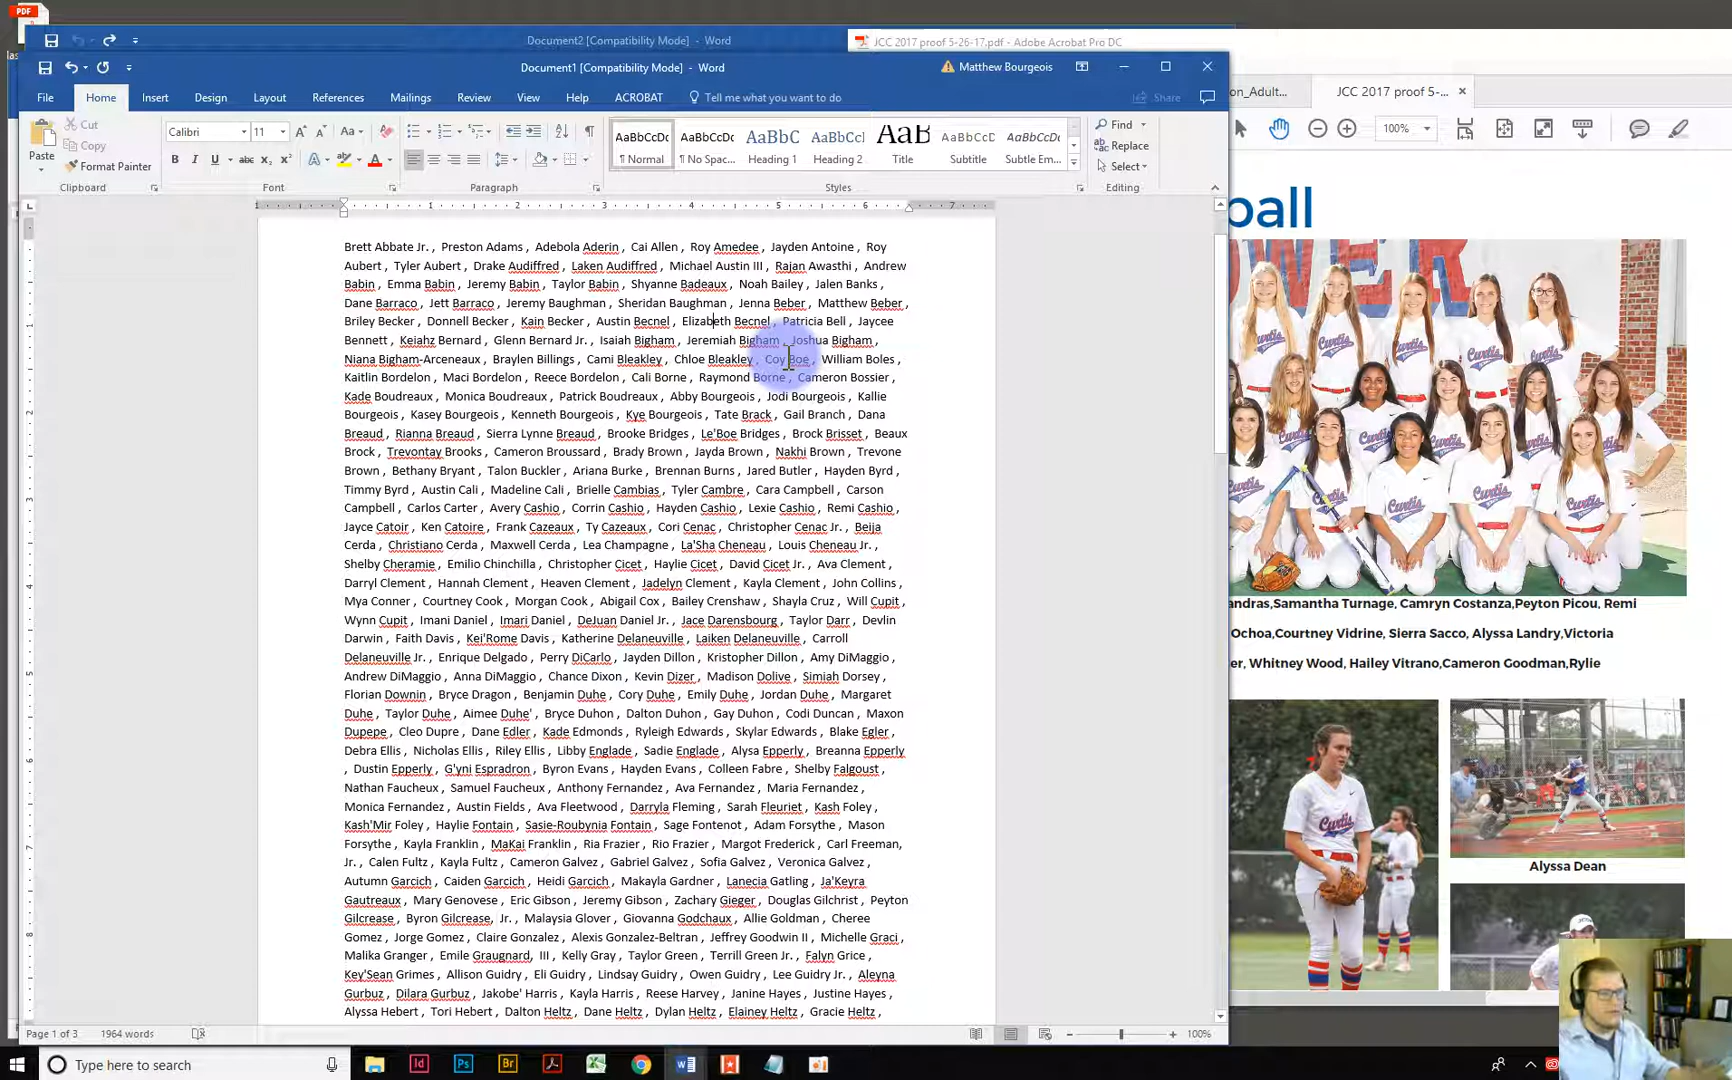 PDF
Document2 [Compatibility Mode] - Word
JCC 2017 proof 5-26-17.pdf - Adobe Acrobat Pro DC
Document1 [Compatibility Mode] - Word
Matthew Bourgeois
on_Adult...
JCC 2017 proof 5-...
File Home Insert Design Layout References Mailings Review View Help ACROBAT Tell me what you want to do Share
Paste
Cut
Copy
Format Painter
Calibri 11
100%
AaBbCcDc AaBbCcDc AaBbC AaBbCcI AaB AaBbCcDc AaBbCcDc
¶ Normal ¶ No Spac... Heading 1 Heading 2 Title Subtitle Subtle Em...
Find
Replace
Select
Clipboard Font Paragraph Styles Editing
ball
Brett Abbate Jr. , Preston Adams , Adebola Aderin , Cai Allen , Roy Amedee , Jayden Antoine , Roy
Aubert , Tyler Aubert , Drake Audiffred , Laken Audiffred , Michael Austin III , Rajan Awasthi , Andrew
Babin , Emma Babin , Jeremy Babin , Taylor Babin , Shyanne Badeaux , Noah Bailey , Jalen Banks ,
Dane Barraco , Jett Barraco , Jeremy Baughman , Sheridan Baughman , Jenna Beber , Matthew Beber ,
Briley Becker , Donnell Becker , Kain Becker , Austin Becnel , Elizabeth Becnel , Patricia Bell , Jaycee
Bennett , Keiahz Bernard , Glenn Bernard Jr. , Isaiah Bigham , Jeremiah Bigham , Joshua Bigham ,
Niana Bigham-Arceneaux , Braylen Billings , Cami Bleakley , Chloe Bleakley , Coy Boe , William Boles ,
Kaitlin Bordelon , Maci Bordelon , Reece Bordelon , Cali Borne , Raymond Borne , Cameron Bossier ,
Kade Boudreaux , Monica Boudreaux , Patrick Boudreaux , Abby Bourgeois , Jodi Bourgeois , Kallie
Bourgeois , Kasey Bourgeois , Kenneth Bourgeois , Kye Bourgeois , Tate Brack , Gail Branch , Dana
Breaud , Rianna Breaud , Sierra Lynne Breaud , Brooke Bridges , Le'Boe Bridges , Brock Brisset , Beaux
Brock , Trevontay Brooks , Cameron Broussard , Brady Brown , Jayda Brown , Nakhi Brown , Trevone
Brown , Bethany Bryant , Talon Buckler , Ariana Burke , Brennan Burns , Jared Butler , Hayden Byrd ,
Timmy Byrd , Austin Cali , Madeline Cali , Brielle Cambias , Tyler Cambre , Cara Campbell , Carson
Campbell , Carlos Carter , Avery Cashio , Corrin Cashio , Hayden Cashio , Lexie Cashio , Remi Cashio ,
Jayce Catoir , Ken Catoire , Frank Cazeaux , Ty Cazeaux , Cori Cenac , Christopher Cenac Jr. , Beija
Cerda , Christiano Cerda , Maxwell Cerda , Lea Champagne , La'Sha Cheneau , Louis Cheneau Jr. ,
Shelby Cheramie , Emilio Chinchilla , Christopher Cicet , Haylie Cicet , David Cicet Jr. , Ava Clement ,
Darryl Clement , Hannah Clement , Heaven Clement , Jadelyn Clement , Kayla Clement , John Collins ,
Mya Conner , Courtney Cook , Morgan Cook , Abigail Cox , Bailey Crenshaw , Shayla Cruz , Will Cupit ,
Wynn Cupit , Imani Daniel , Imari Daniel , DeJuan Daniel Jr. , Jace Darensbourg , Taylor Darr , Devlin
Darwin , Faith Davis , Kei'Rome Davis , Katherine Delaneuville , Laiken Delaneuville , Carroll
Delaneuville Jr. , Enrique Delgado , Perry DiCarlo , Jayden Dillon , Kristopher Dillon , Amy DiMaggio ,
Andrew DiMaggio , Anna DiMaggio , Chance Dixon , Kevin Dizer , Madison Dolive , Simiah Dorsey ,
Florian Downin , Bryce Dragon , Benjamin Duhe , Cory Duhe , Emily Duhe , Jordan Duhe , Margaret
Duhe , Taylor Duhe , Aimee Duhe' , Bryce Duhon , Dalton Duhon , Gay Duhon , Codi Duncan , Maxon
Dupepe , Cleo Dupre , Dane Edler , Kade Edmonds , Ryleigh Edwards , Skylar Edwards , Blake Egler ,
Debra Ellis , Nicholas Ellis , Riley Ellis , Libby Englade , Sadie Englade , Alysa Epperly , Breanna Epperly
, Dustin Epperly , G'yni Espradron , Byron Evans , Hayden Evans , Colleen Fabre , Shelby Falgoust ,
Nathan Faucheux , Samuel Faucheux , Anthony Fernandez , Ava Fernandez , Maria Fernandez ,
Monica Fernandez , Austin Fields , Ava Fleetwood , Darryla Fleming , Sarah Fleuriet , Kash Foley ,
Kash'Mir Foley , Haylie Fontain , Sasie-Roubynia Fontain , Sage Fontenot , Adam Forsythe , Mason
Forsythe , Kayla Franklin , MaKai Franklin , Ria Frazier , Rio Frazier , Margot Frederick , Carl Freeman,
Jr. , Calen Fultz , Kayla Fultz , Cameron Galvez , Gabriel Galvez , Sofia Galvez , Veronica Galvez ,
Autumn Garcich , Caiden Garcich , Heidi Garcich , Makayla Gardner , Lanecia Gatling , Ja'Keyra
Gautreaux , Mary Genovese , Eric Gibson , Jeremy Gibson , Zachary Gieger , Douglas Gilchrist , Peyton
Gilcrease , Byron Gilcrease, Jr. , Malaysia Glover , Giovanna Godchaux , Allie Goldman , Cheree
Gomez , Jorge Gomez , Claire Gonzalez , Alexis Gonzalez-Beltran , Jeffrey Goodwin II , Michelle Graci ,
Malika Granger , Emile Graugnard, III , Kelly Gray , Taylor Green , Terrill Green Jr. , Falyn Grice ,
Key'Sean Grimes , Allison Guidry , Eli Guidry , Lindsay Guidry , Owen Guidry , Lee Guidry Jr. , Aleyna
Gurbuz , Dilara Gurbuz , Jakobe' Harris , Kayla Harris , Reese Harvey , Janine Hayes , Justine Hayes ,
Alyssa Hebert , Tori Hebert , Dalton Heltz , Dane Heltz , Dylan Heltz , Elainey Heltz , Gracie Heltz ,
andras,Samantha Turnage, Camryn Costanza,Peyton Picou, Remi
Ochoa,Courtney Vidrine, Sierra Sacco, Alyssa Landry,Victoria
er, Whitney Wood, Hailey Vitrano,Cameron Goodman,Rylie
Alyssa Dean
Page 1 of 3 1964 words
100%
Type here to search